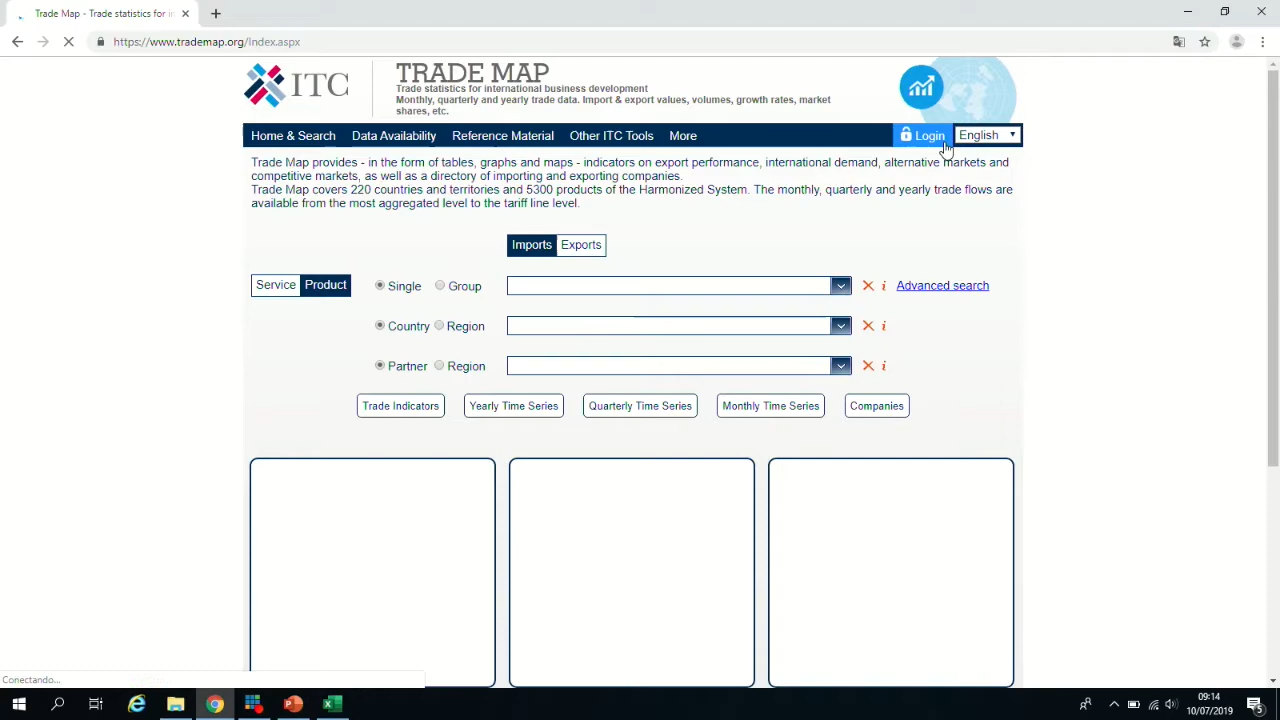 Trade Map - Trade statistics for in
https://www.trademap.org/Index.aspx
ITC
TRADE MAP
Trade statistics for international business development
Monthly, quarterly and yearly trade data. Import & export values, volumes, growth rates, market
shares, etc.
Home & Search Data Availability Reference Material Other ITC Tools More Login English
Trade Map provides - in the form of tables, graphs and maps - indicators on export performance, international demand, alternative markets and
competitive markets, as well as a directory of importing and exporting companies.
Trade Map covers 220 countries and territories and 5300 products of the Harmonized System. The monthly, quarterly and yearly trade flows are
available from the most aggregated level to the tariff line level.
Imports Exports
Service Product Single Group i Advanced search
Country Region i
Partner Region i
Trade Indicators Yearly Time Series Quarterly Time Series Monthly Time Series Companies
Conectando...
09:14
10/07/2019